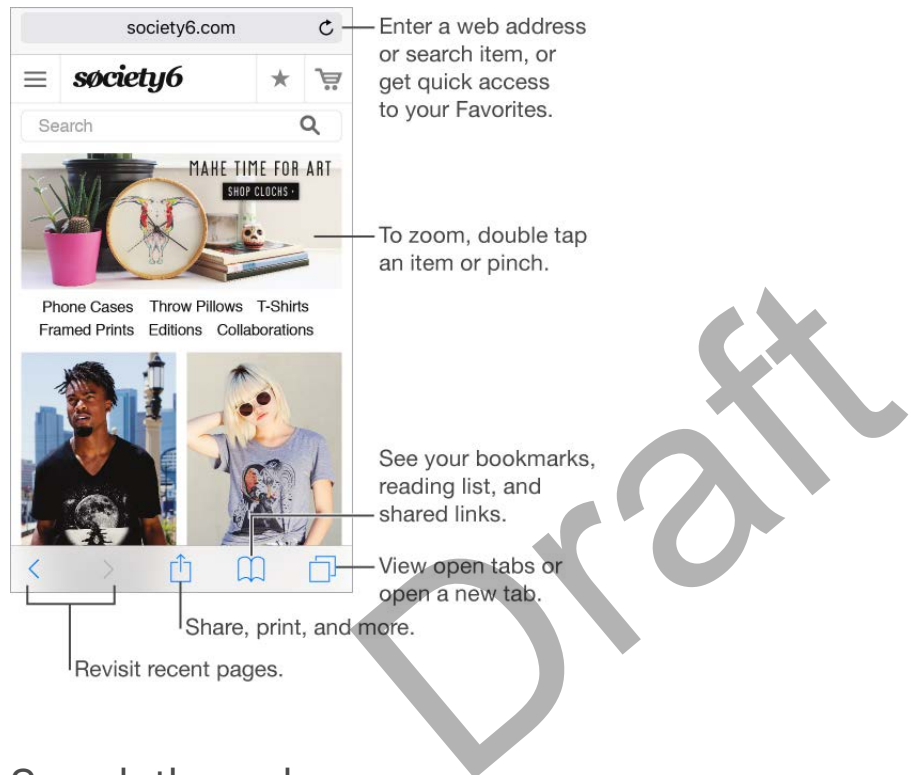 society6.com
Enter a web address
or search item, or
get quick access
to your Favorites.
søciety6
Search
MAKE TIME FOR ART
SHOP CLOCKS ›
To zoom, double tap
an item or pinch.
Phone Cases Throw Pillows T-Shirts
Framed Prints Editions Collaborations
See your bookmarks,
reading list, and
shared links.
View open tabs or
open a new tab.
Share, print, and more.
Revisit recent pages.
Draft